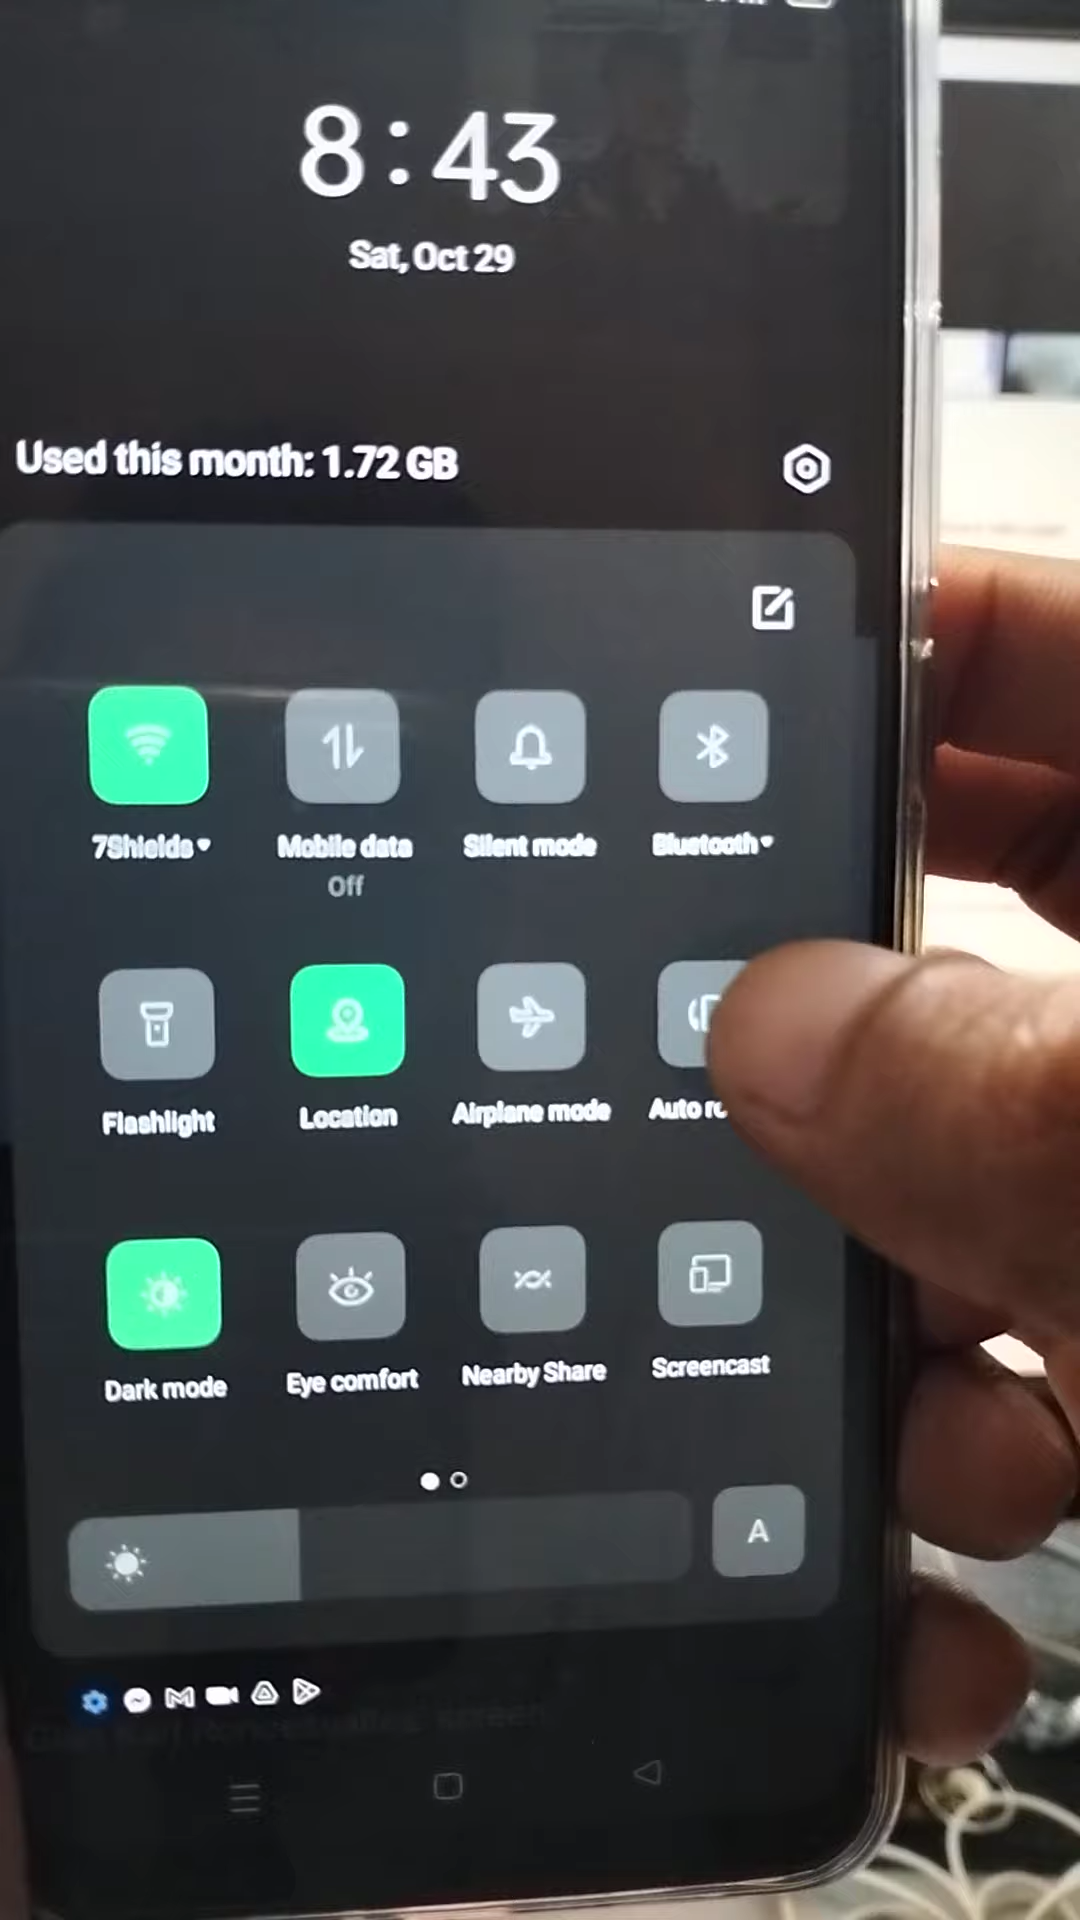 8:43
Sat, Oct 29
Used this month: 1.72 GB
7Shields
Mobile data
Silent mode
Bluetooth
Off
Flashlight
Location
Airplane mode
Auto
Dark mode
Eye comfort
Nearby Share
Screencast
A